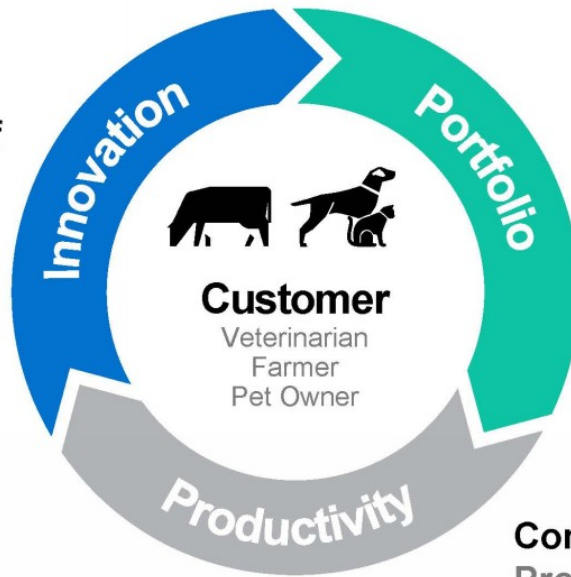 Innovation
Portfolio
Customer
Veterinarian
Farmer
Pet Owner
Productivity